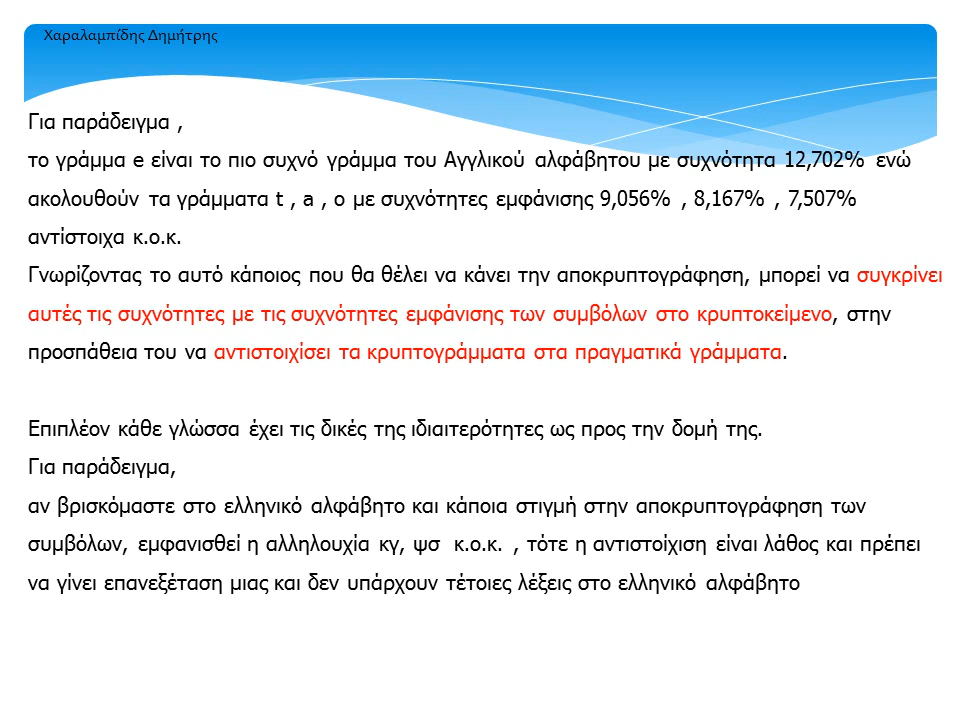 Χαραλαμπίδης Δημήτρης
Για παράδειγμα ,
το γράμμα e είναι το πιο συχνό γράμμα του Αγγλικού αλφάβητου με συχνότητα 12,702% ενώ
ακολουθούν τα γράμματα t , a , o με συχνότητες εμφάνισης 9,056% , 8,167% , 7,507%
αντίστοιχα κ.ο.κ.
Γνωρίζοντας το αυτό κάποιος που θα θέλει να κάνει την αποκρυπτογράφηση, μπορεί να συγκρίνει
αυτές τις συχνότητες με τις συχνότητες εμφάνισης των συμβόλων στο κρυπτοκείμενο, στην
προσπάθεια του να αντιστοιχίσει τα κρυπτογράμματα στα πραγματικά γράμματα.
Επιπλέον κάθε γλώσσα έχει τις δικές της ιδιαιτερότητες ως προς την δομή της.
Για παράδειγμα,
αν βρισκόμαστε στο ελληνικό αλφάβητο και κάποια στιγμή στην αποκρυπτογράφηση των
συμβόλων, εμφανισθεί η αλληλουχία κγ, ψσ κ.ο.κ. , τότε η αντιστοίχιση είναι λάθος και πρέπει
να γίνει επανεξέταση μιας και δεν υπάρχουν τέτοιες λέξεις στο ελληνικό αλφάβητο